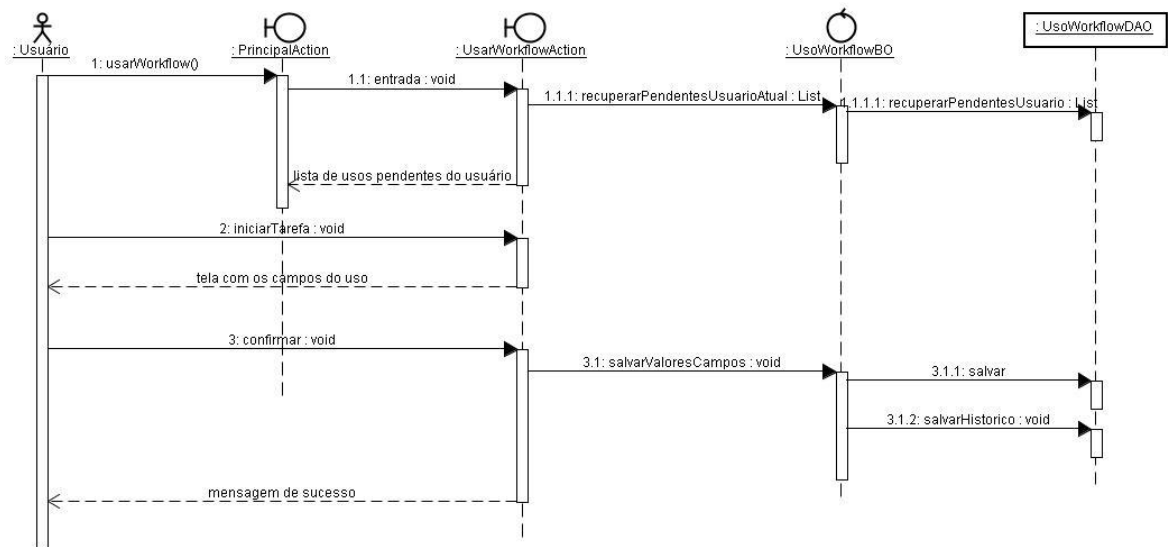 : Usuário
: PrincipalAction
: UsarWorkflowAction
: UsoWorkflowBO
: UsoWorkflowDAO
1: usarWorkflow()
1.1: entrada : void
1.1.1: recuperarPendentesUsuarioAtual : List
1.1.1.1: recuperarPendentesUsuario : List
lista de usos pendentes do usuário
2: iniciarTarefa : void
tela com os campos do uso
3: confirmar : void
3.1: salvarValoresCampos : void
3.1.1: salvar
3.1.2: salvarHistorico : void
mensagem de sucesso